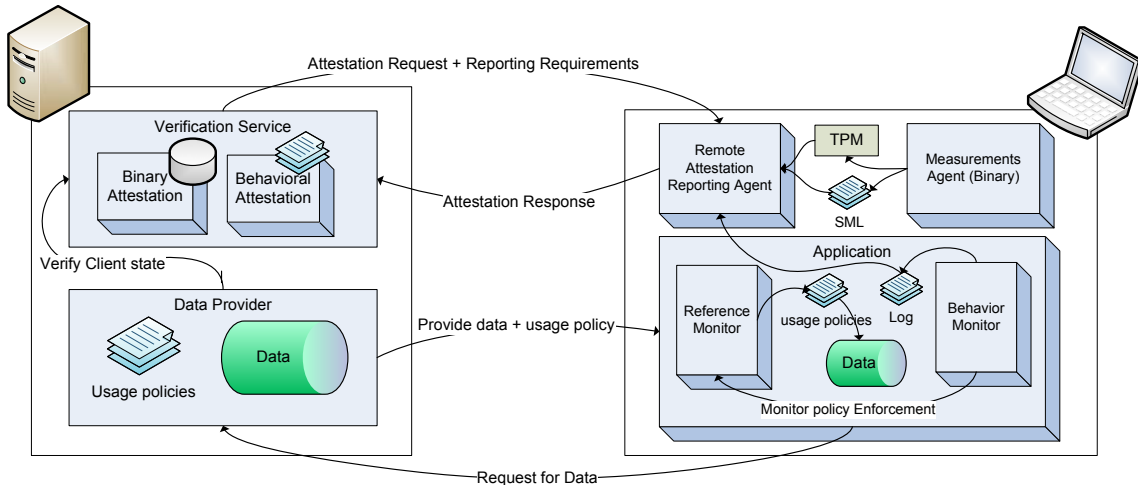 Attestation Request + Reporting Requirements
Verification Service
Binary
Attestation
Behavioral
Attestation
Attestation Response
Verify Client state
Data Provider
Usage policies
Data
Provide data + usage policy
Request for Data
Remote
Attestation
Reporting Agent
TPM
SML
Measurements
Agent (Binary)
Application
Reference
Monitor
usage policies
Log
Behavior
Monitor
Data
Monitor policy Enforcement